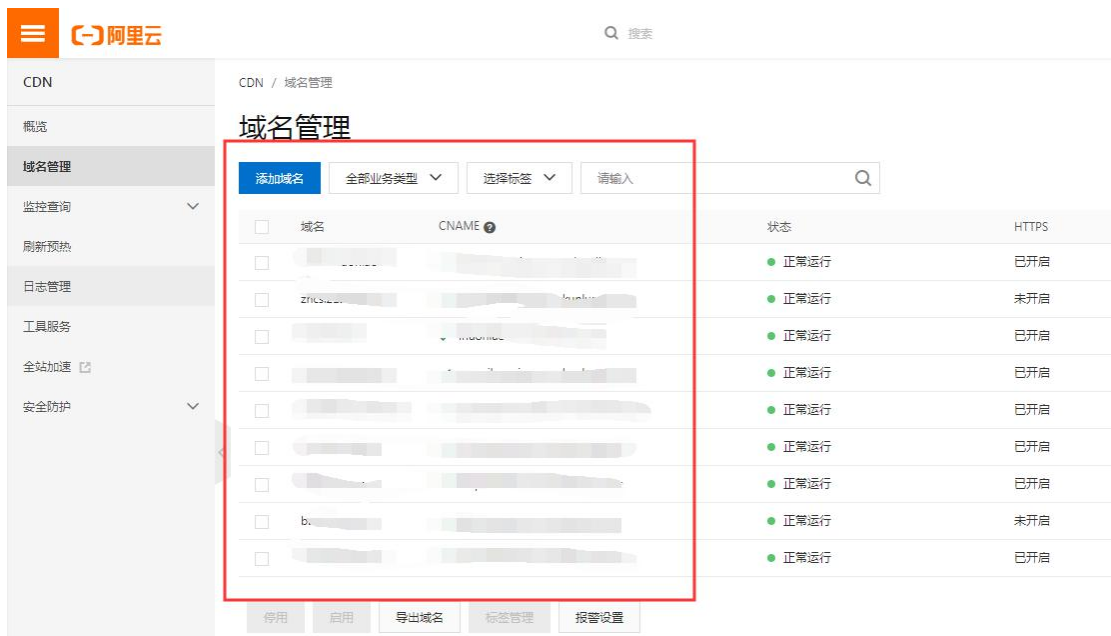 阿里云
搜索
CDN
CDN / 域名管理
概览
域名管理
域名管理
添加域名 全部业务类型 选择标签 请输入
监控查询
域名 CNAME 状态 HTTPS
刷新预热
正常运行 已开启
日志管理
正常运行 未开启
工具服务
正常运行 已开启
全站加速
正常运行 已开启
安全防护
正常运行 已开启
正常运行 已开启
正常运行 已开启
正常运行 未开启
正常运行 已开启
停用 启用 导出域名 标签管理 报警设置